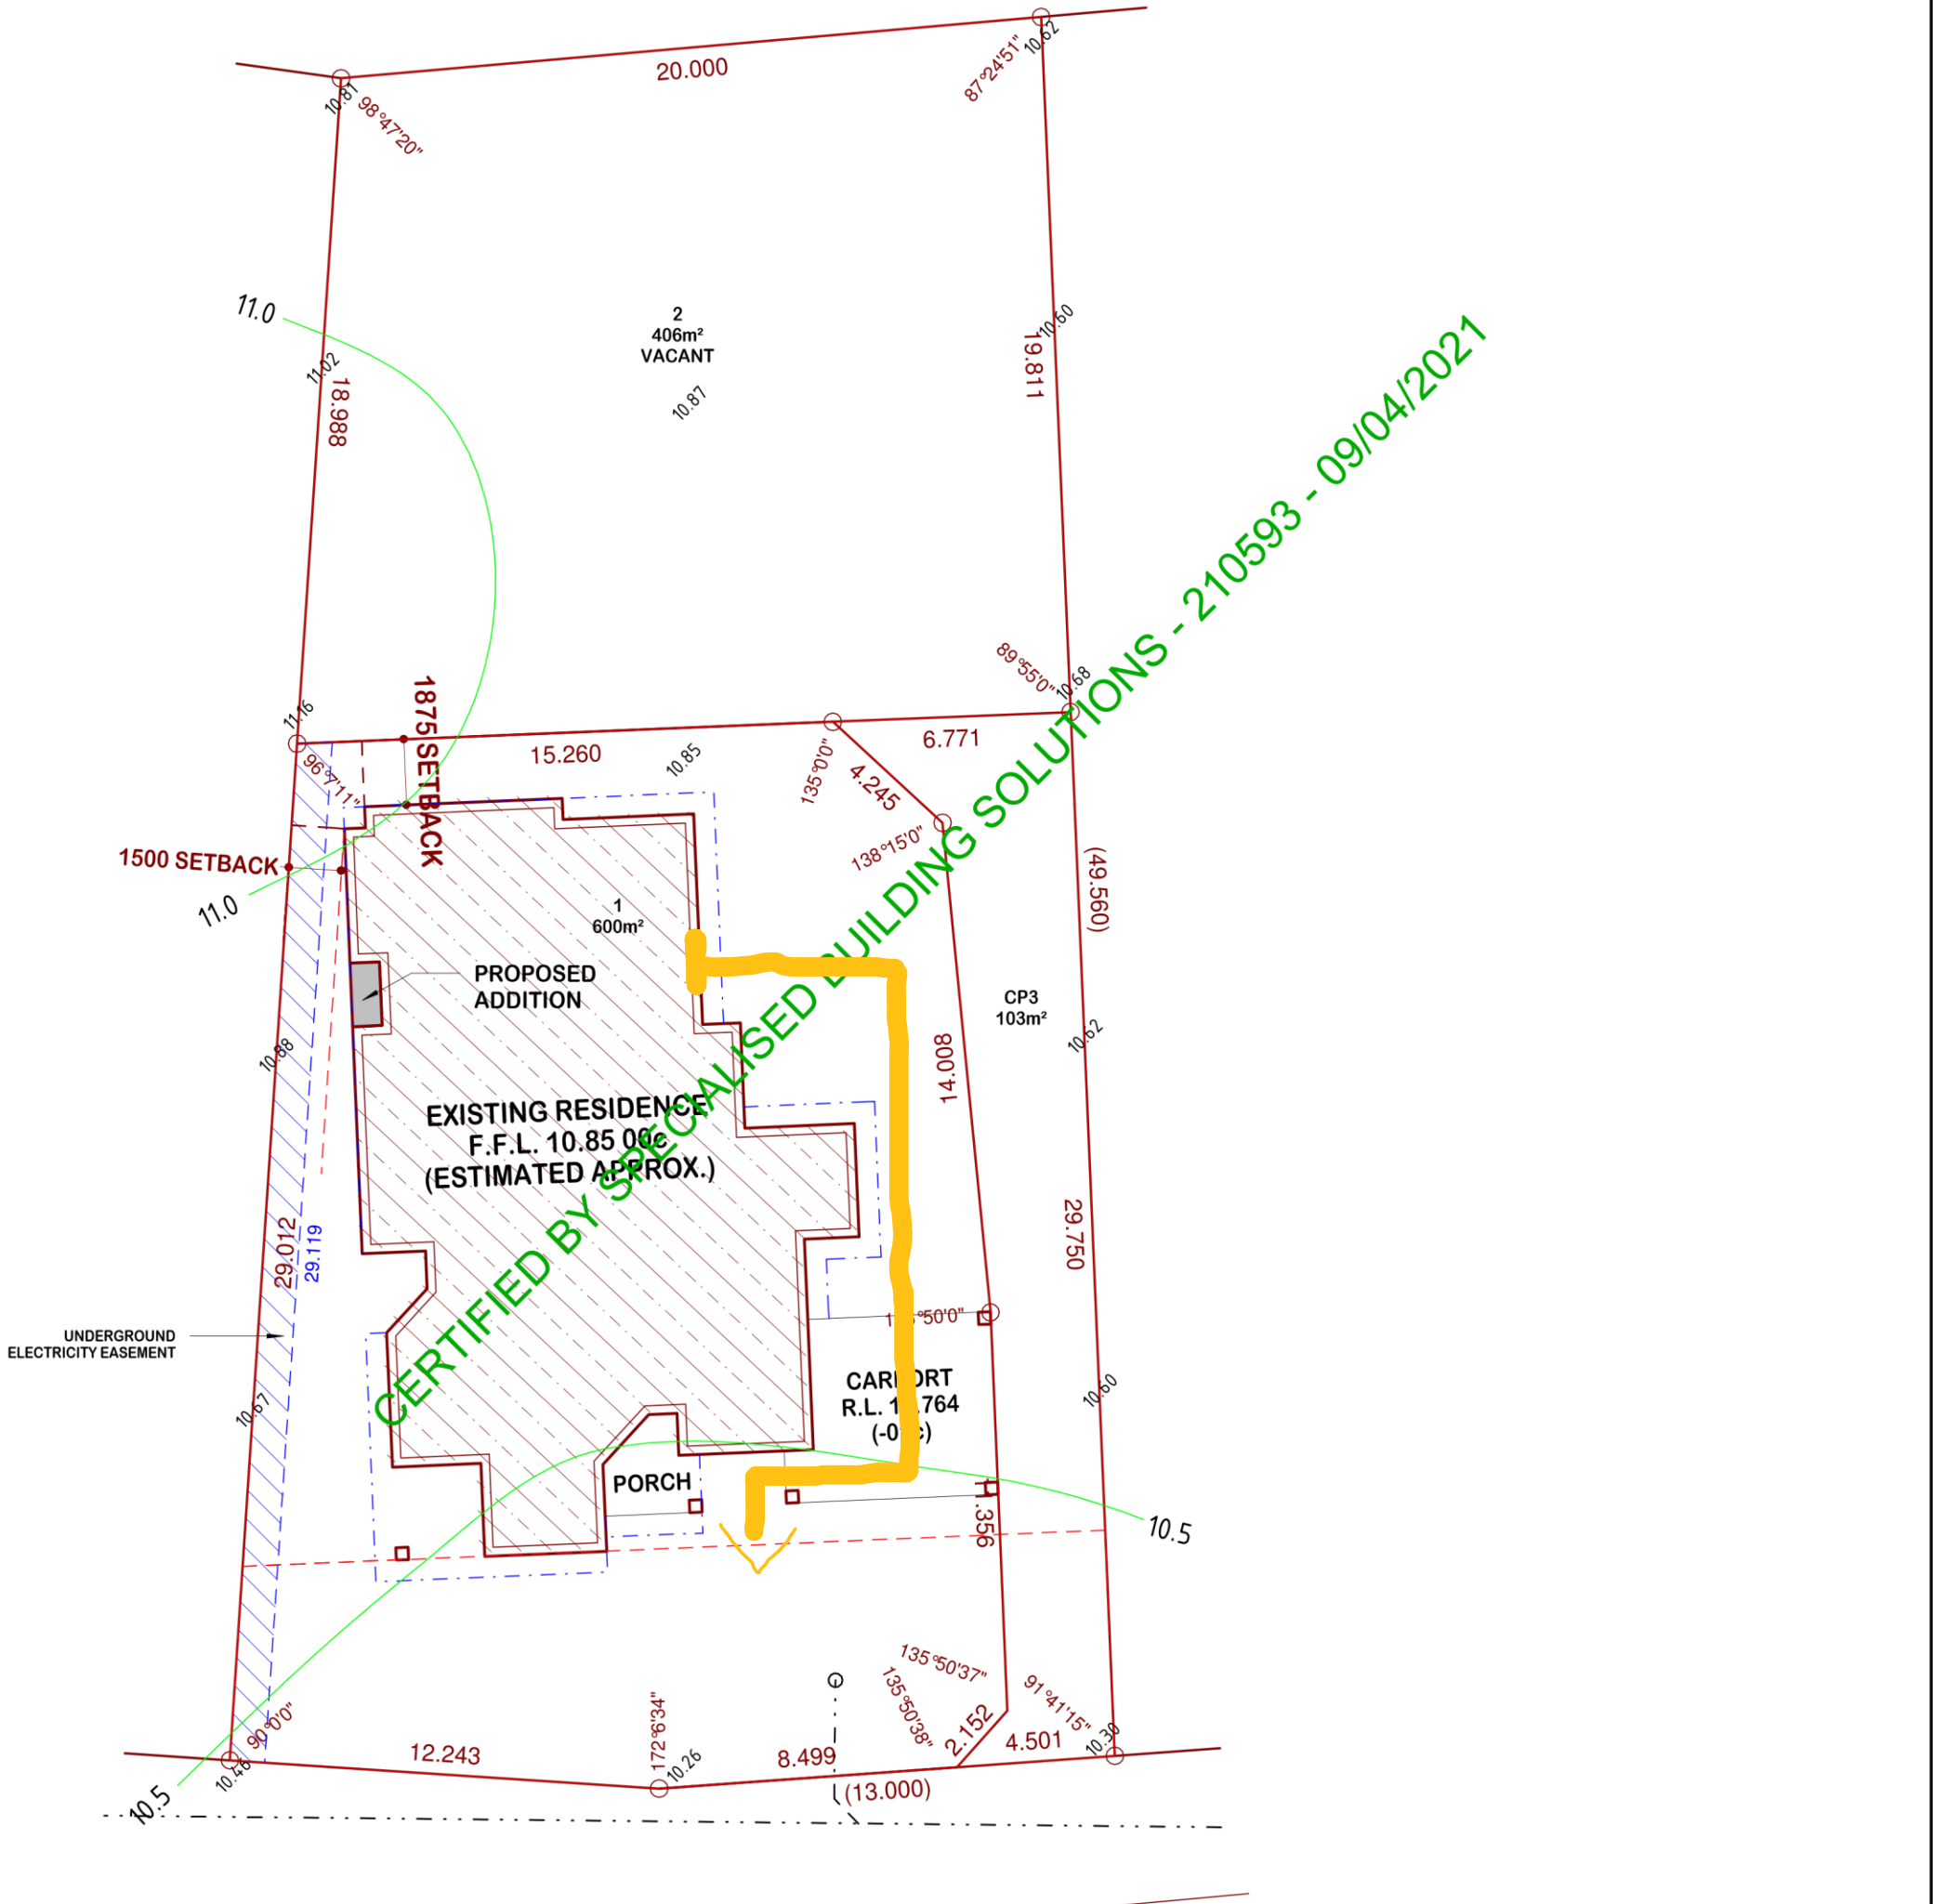 10.62
87°24'51"
20.000
10.81
98°47'20"
11.0
2
406m²
VACANT
10.87
11.02
18.988
10.60
19.811
CERTIFIED BY SPECIALISED BUILDING SOLUTIONS - 210593 - 09/04/2021
89°55'0"
10.68
11.16
96°7'11"
1875 SETBACK
15.260
10.85
135°0'0"
4.245
6.771
138°15'0"
1500 SETBACK
11.0
1
600m²
(49.560)
PROPOSED
ADDITION
CP3
103m²
10.62
10.88
14.008
EXISTING RESIDENCE
F.F.L. 10.85 00c
(ESTIMATED APPROX.)
29.012
29.119
29.750
UNDERGROUND
ELECTRICITY EASEMENT
CARPORT
R.L.
10.60
10.67
PORCH
10.5
135°50'37"
135°50'38"
91°41'15"
2.152
4.501
10.30
90°0'0"
172°6'34"
12.243
10.26
8.499
(13.000)
10.46
10.5